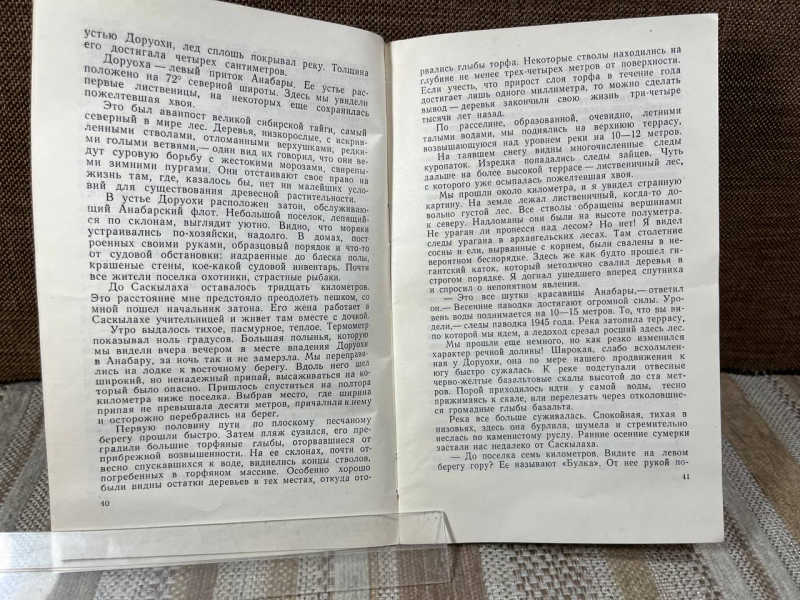 устью Доруохи, лед сплошь покрывал реку. Толщина
его достигала четырех сантиметров.
Доруоха — левый приток Анабары. Ее устье рас-
положено на 72° северной широты. Здесь мы увидели
первые лиственницы, на некоторых еще сохранилась
пожелтевшая хвоя.
Это был аванпост великой сибирской тайги, самый
северный в мире лес. Деревья, низкорослые, с искрив-
ленными стволами, отломанными верхушками, редки-
ми голыми ветвями,— один вид их говорил, что они ве-
дут суровую борьбу с жестокими морозами, свирепы-
ми зимними пургами. Они отстаивают свое право на
жизнь там, где, казалось бы, нет ни малейших усло-
вий для существования древесной растительности.
В устье Доруохи расположен затон, обслуживаю-
щий Анабарский флот. Небольшой поселок, лепящий-
ся по склонам, выглядит уютно. Видно, что моряки
устраивались по-хозяйски, надолго. В домах, пост-
роенных своими руками, образцовый порядок и что-то
от судовой обстановки: надраенные до блеска полы,
крашеные стены, кое-какой судовой инвентарь. Почти
все жители поселка охотники, страстные рыбаки.
До Саскылаха оставалось тридцать километров.
Это расстояние мне предстояло преодолеть пешком, со
мной пошел начальник затона. Его жена работает в
Саскылахе учительницей и живет там вместе с дочкой.
Утро выдалось тихое, пасмурное, теплое. Термометр
показывал ноль градусов. Большая полынья, которую
мы видели вчера вечером в месте впадения Доруохи
в Анабару, за ночь так и не замерзла. Мы переправи-
лись на лодке к восточному берегу. Вдоль него шел
широкий, но ненадежный припай, высаживаться на ко-
торый было опасно. Пришлось спуститься на полтора
километра ниже поселка. Выбрав место, где ширина
припая не превышала десяти метров, причалили к нему
и осторожно перебрались на берег.
Первую половину пути по плоскому песчаному
берегу прошли быстро. Затем пляж сузился, его пре-
градили большие торфяные глыбы, оторвавшиеся от
прибрежной возвышенности. На ее склонах, почти от-
весно спускавшихся к воде, виднелись концы стволов,
погребенных в торфяном массиве. Особенно хорошо
были видны остатки деревьев в тех местах, откуда ото-
40
рвались глыбы торфа. Некоторые стволы находились на
глубине не менее трех-четырех метров от поверхности.
Если учесть, что прирост слоя торфа в течение года
достигает лишь одного миллиметра, то можно сделать
вывод — деревья закончили свою жизнь три-четыре
тысячи лет назад.
По расселине, образованной, очевидно, летними
талыми водами, мы поднялись на верхнюю террасу,
возвышающуюся над уровнем реки на 10—12 метров.
На таявшем снегу видны многочисленные следы
куропаток. Изредка попадались следы зайцев. Чуть
дальше на более высокой террасе — лиственничный лес,
с которого уже осыпалась пожелтевшая хвоя.
Мы прошли около километра, и я увидел странную
картину. На земле лежал лиственничный, когда-то до-
вольно густой лес. Все стволы обращены вершинами
к северу. Надломаны они были на высоте полуметра.
Не ураган ли пронесся над лесом? Но нет! Я видел
следы урагана в архангельских лесах. Там столетние
сосны и ели, вырванные с корнем, были свалены в не-
вероятном беспорядке. Здесь же как будто прошел ги-
гантский каток, который методично свалил деревья в
строгом порядке. Я догнал ушедшего вперед спутника
и спросил о непонятном явлении.
— Это все шутки красавицы Анабары,— ответил
он.— Весенние паводки достигают огромной силы. Уро-
вень воды поднимается на 10—15 метров. То, что вы ви-
дели,— следы паводка 1945 года. Река затопила террасу,
по которой мы идем, а ледоход срезал росший здесь лес.
Мы прошли еще немного, но как резко изменился
характер речной долины! Широкая, слабо всхолмлен-
ная у Доруохи, она по мере нашего продвижения к
югу быстро сужалась. К реке подступали отвесные
черно-желтые базальтовые скалы высотой до ста мет-
ров. Порой приходилось идти у самой воды, тесно
прижимаясь к скале, или перелезать через отколовшие-
ся громадные глыбы базальта.
Река все больше суживалась. Спокойная, тихая в
низовьях, здесь она бурлила, шумела и стремительно
неслась по каменистому руслу. Ранние осенние сумерки
застали нас недалеко от Саскылаха.
— До поселка семь километров. Видите на левом
берегу гору? Ее называют «Булка». От нее рукой по-
41